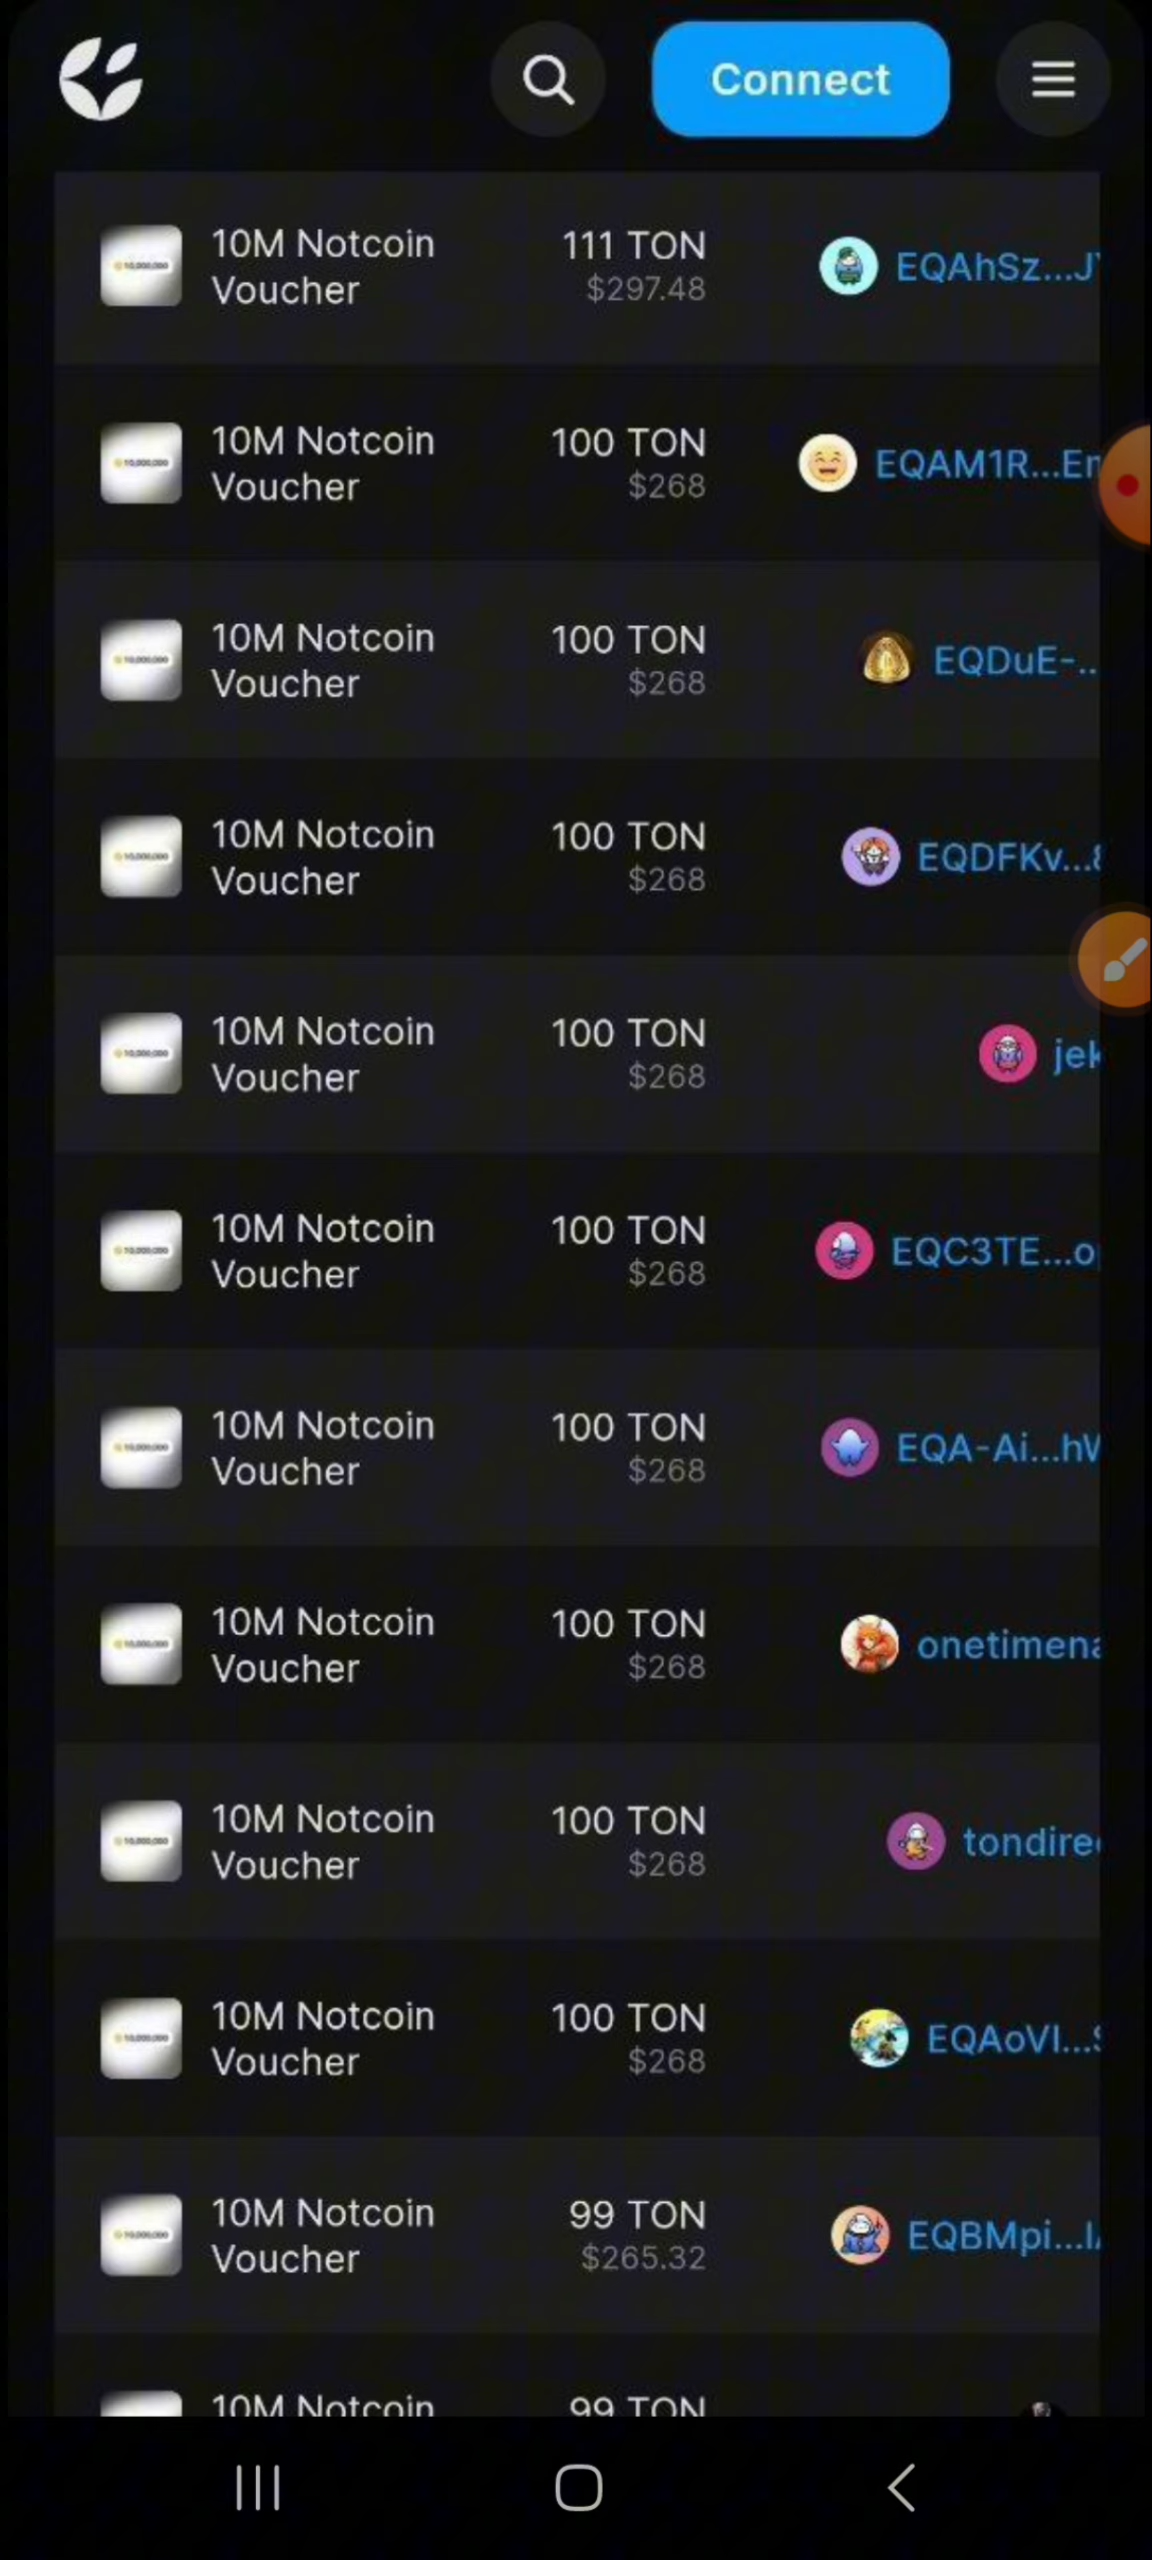 Connect
10M Notcoin
Voucher
111 TON
$297.48
EQAhSz...J
10M Notcoin
Voucher
100 TON
$268
EQAM1R...Er
10M Notcoin
Voucher
100 TON
$268
EQDuE-...
10M Notcoin
Voucher
100 TON
$268
EQDFKv...
10M Notcoin
Voucher
100 TON
$268
jek
10M Notcoin
Voucher
100 TON
$268
EQC3TE...o
10M Notcoin
Voucher
100 TON
$268
EQA-Ai...h
10M Notcoin
Voucher
100 TON
$268
onetimena
10M Notcoin
Voucher
100 TON
$268
tondire
10M Notcoin
Voucher
100 TON
$268
EQAoVI...
10M Notcoin
Voucher
99 TON
$265.32
EQBMpi...
10M Notcoin
99 TON